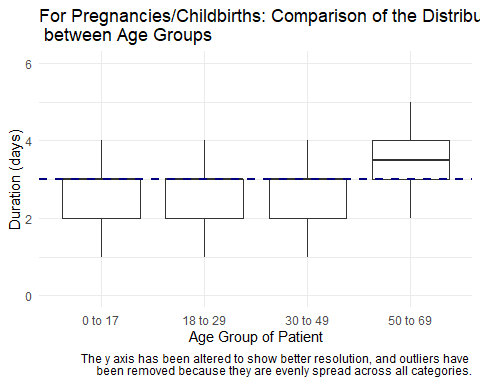 For Pregnancies/Childbirths: Comparison of the Distribu
between Age Groups
6
4
2
0
Duration (days)
0 to 17
18 to 29
30 to 49
50 to 69
Age Group of Patient
The y axis has been altered to show better resolution, and outliers have
been removed because they are evenly spread across all categories.